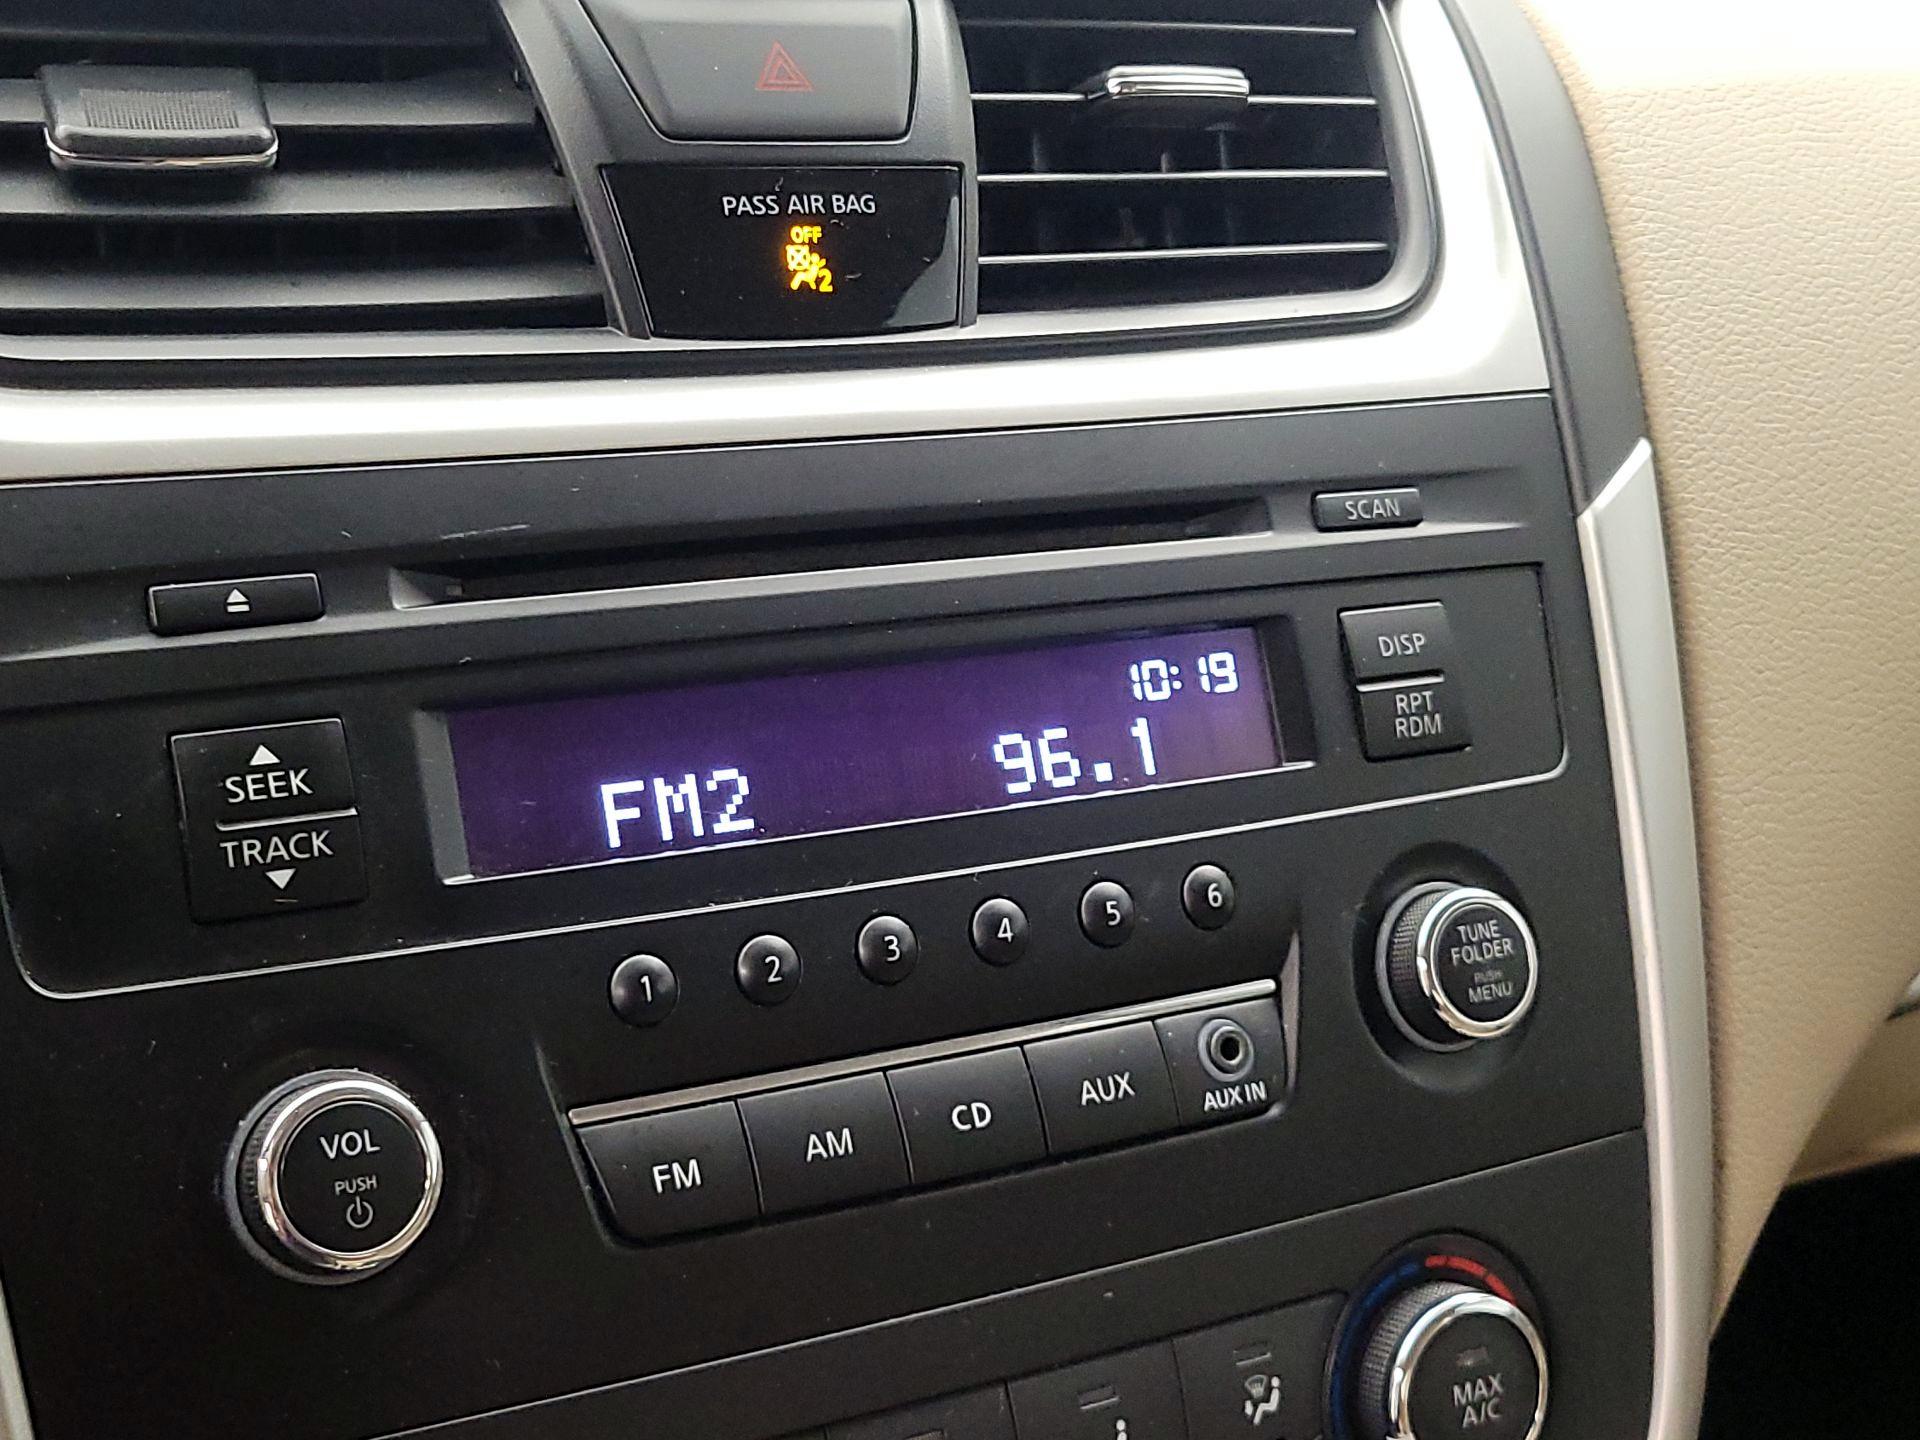 PASS AIR BAG
OFF
2
SCAN
10:19
FM2 96.1
DISP
RPT
RDM
SEEK
TRACK
1 2 3 4 5 6
TUNE
FOLDER
PUSH
MENU
VOL
PUSH
FM AM CD AUX AUX IN
MAX
A/C